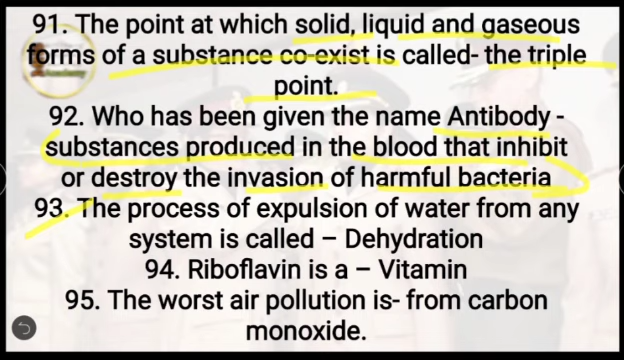 91. The point at which solid, liquid and gaseous
forms of a substance co-exist is called- the triple
point.
92. Who has been given the name Antibody -
substances produced in the blood that inhibit
or destroy the invasion of harmful bacteria
93. The process of expulsion of water from any
system is called – Dehydration
94. Riboflavin is a – Vitamin
95. The worst air pollution is- from carbon
monoxide.